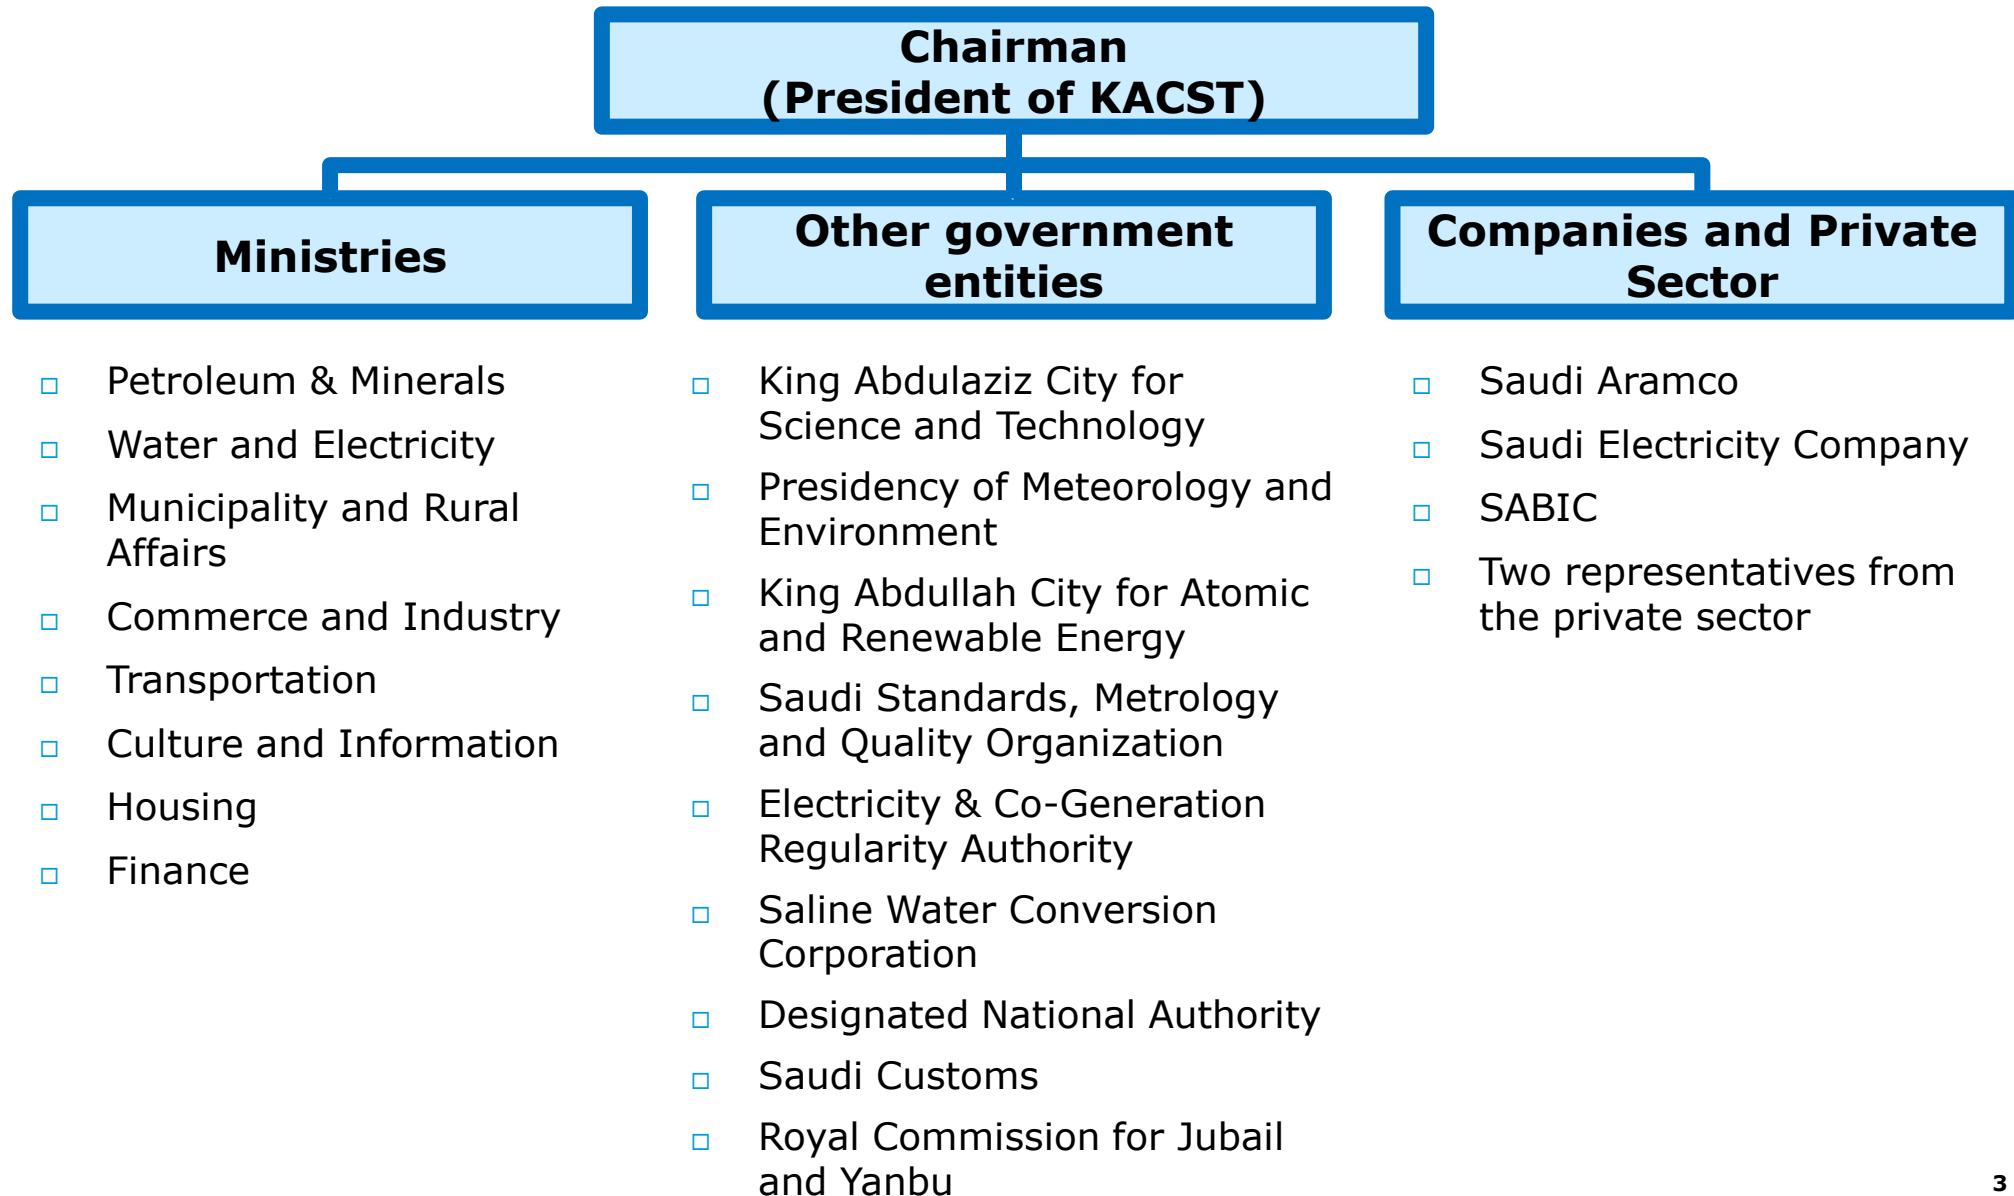 Chairman
(President of KACST)
Ministries
Other government
entities
Companies and Private
Sector
Petroleum & Minerals
Water and Electricity
Municipality and Rural
Affairs
Commerce and Industry
Transportation
Culture and Information
Housing
Finance
King Abdulaziz City for
Science and Technology
Presidency of Meteorology and
Environment
King Abdullah City for Atomic
and Renewable Energy
Saudi Standards, Metrology
and Quality Organization
Electricity & Co-Generation
Regularity Authority
Saline Water Conversion
Corporation
Designated National Authority
Saudi Customs
Royal Commission for Jubail
and Yanbu
Saudi Aramco
Saudi Electricity Company
SABIC
Two representatives from
the private sector
3